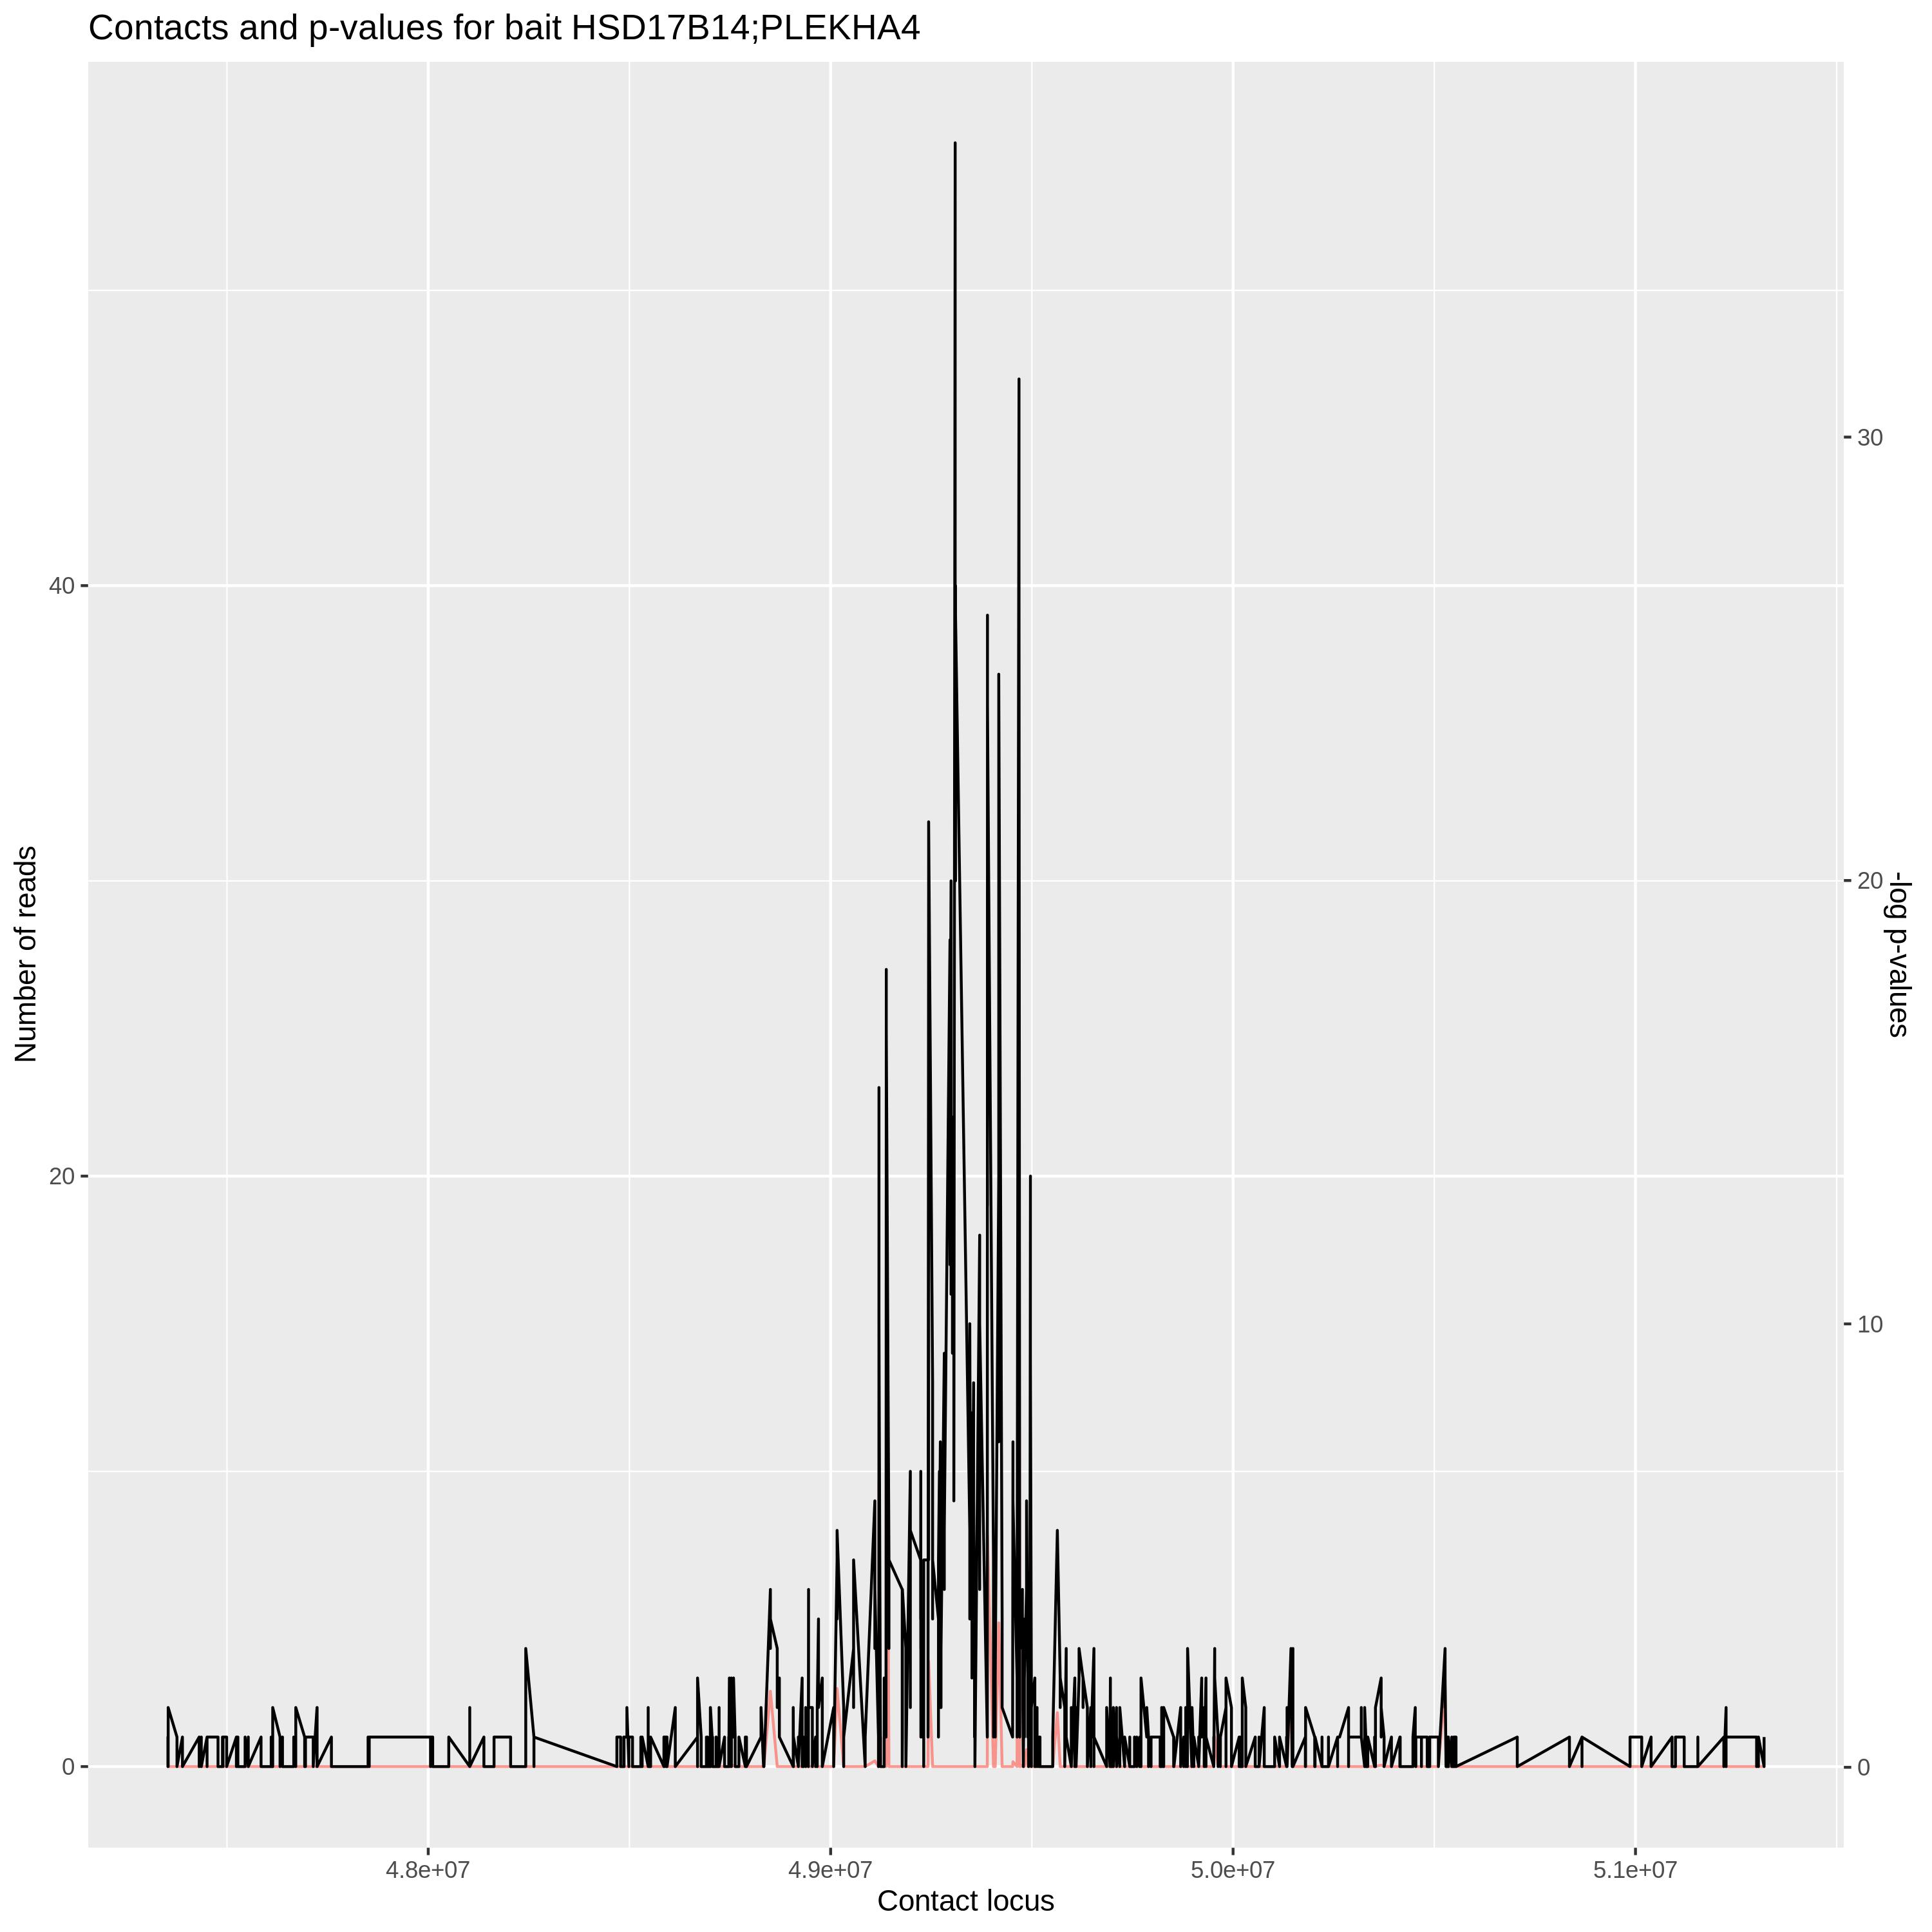 Contacts and p-values for bait HSD17B14;PLEKHA4
Number of reads
40
20
0
30
20
10
0
-log p-values
4.8e+07
4.9e+07
5.0e+07
5.1e+07
Contact locus